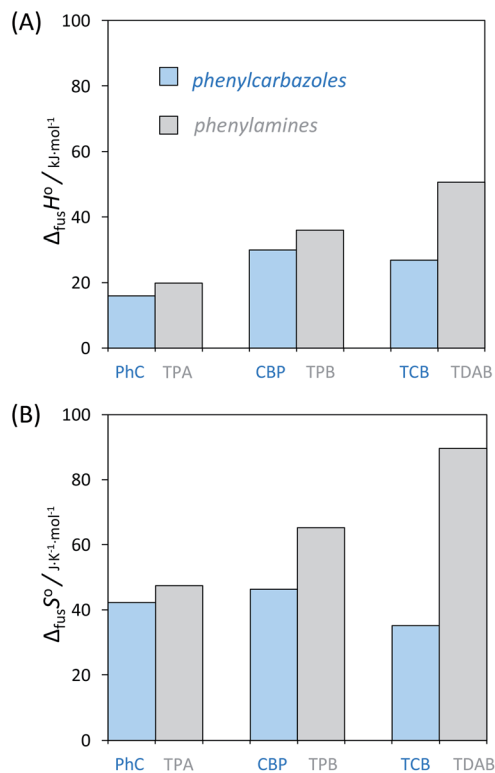 (A)
100
80
60
40
20
0
ΔfusHº / kJ·mol⁻¹
phenylcarbazoles
phenylamines
PhC TPA CBP TPB TCB TDAB
(B)
100
80
60
40
20
0
ΔfusSº / J·K⁻¹·mol⁻¹
PhC TPA CBP TPB TCB TDAB